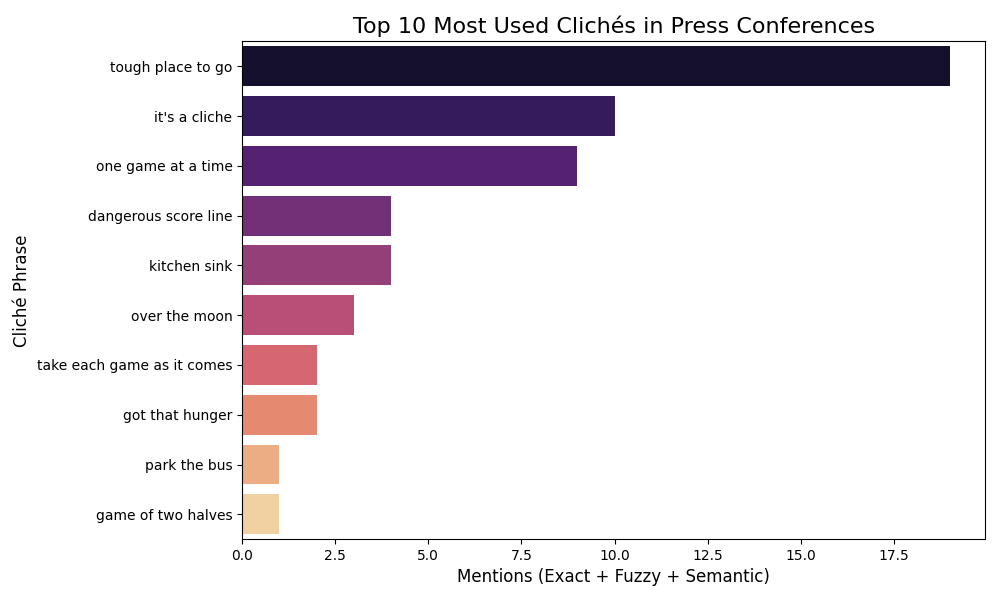 Top 10 Most Used Clichés in Press Conferences
tough place to go
it's a cliche
one game at a time
dangerous score line
kitchen sink
over the moon
take each game as it comes
got that hunger
park the bus
game of two halves
Cliché Phrase
0.0 2.5 5.0 7.5 10.0 12.5 15.0 17.5
Mentions (Exact + Fuzzy + Semantic)